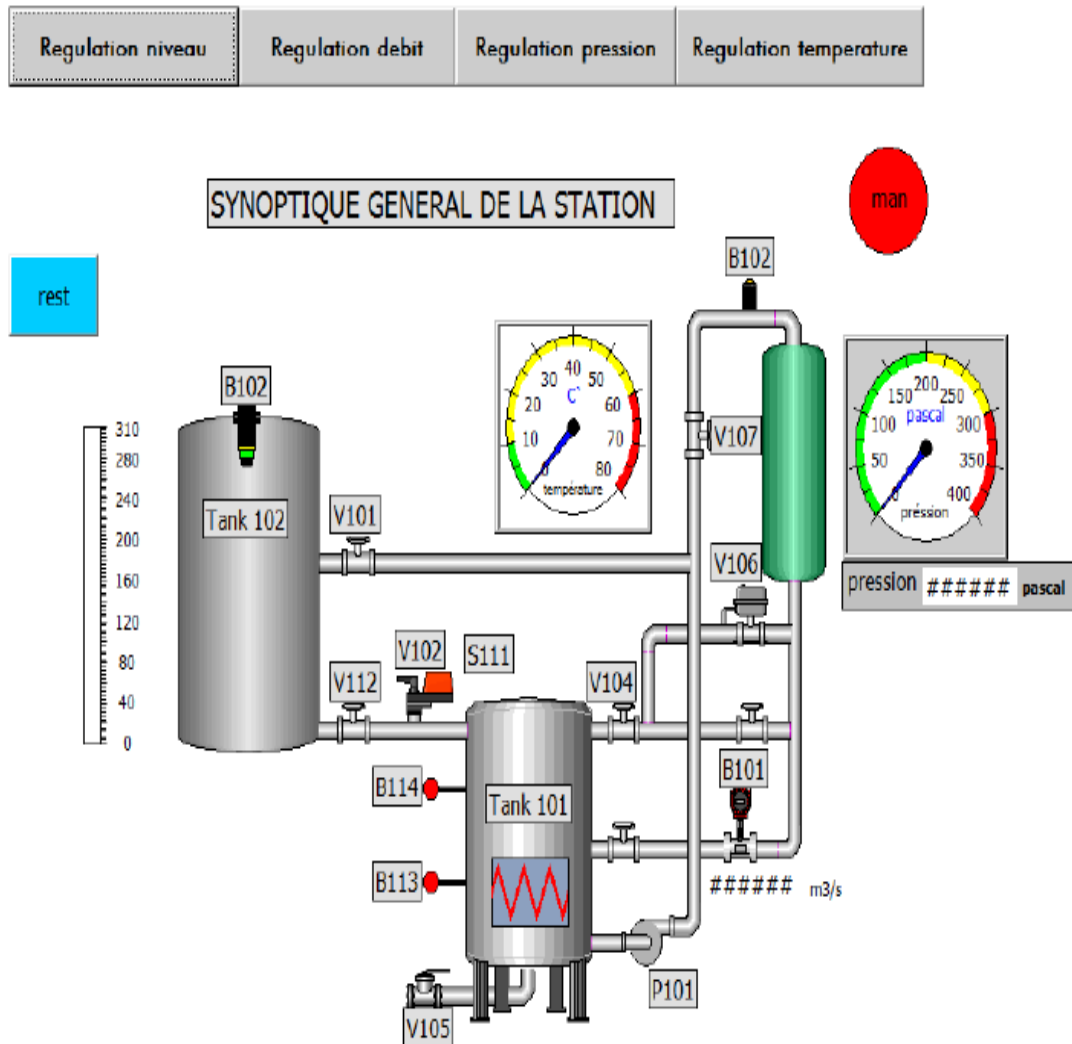 Regulation niveau
Regulation debit
Regulation pression
Regulation temperature
SYNOPTIQUE GENERAL DE LA STATION
man
rest
B102
B102
310
280
240
200
160
120
80
40
0
Tank 102
V101
0
10
20
30
40
50
60
70
80
C°
température
V107
0
50
100
150
200
250
300
350
400
pascal
préssion
V106
pression ###### pascal
V112
V102
S111
V104
B101
B114
Tank 101
B113
###### m3/s
P101
V105